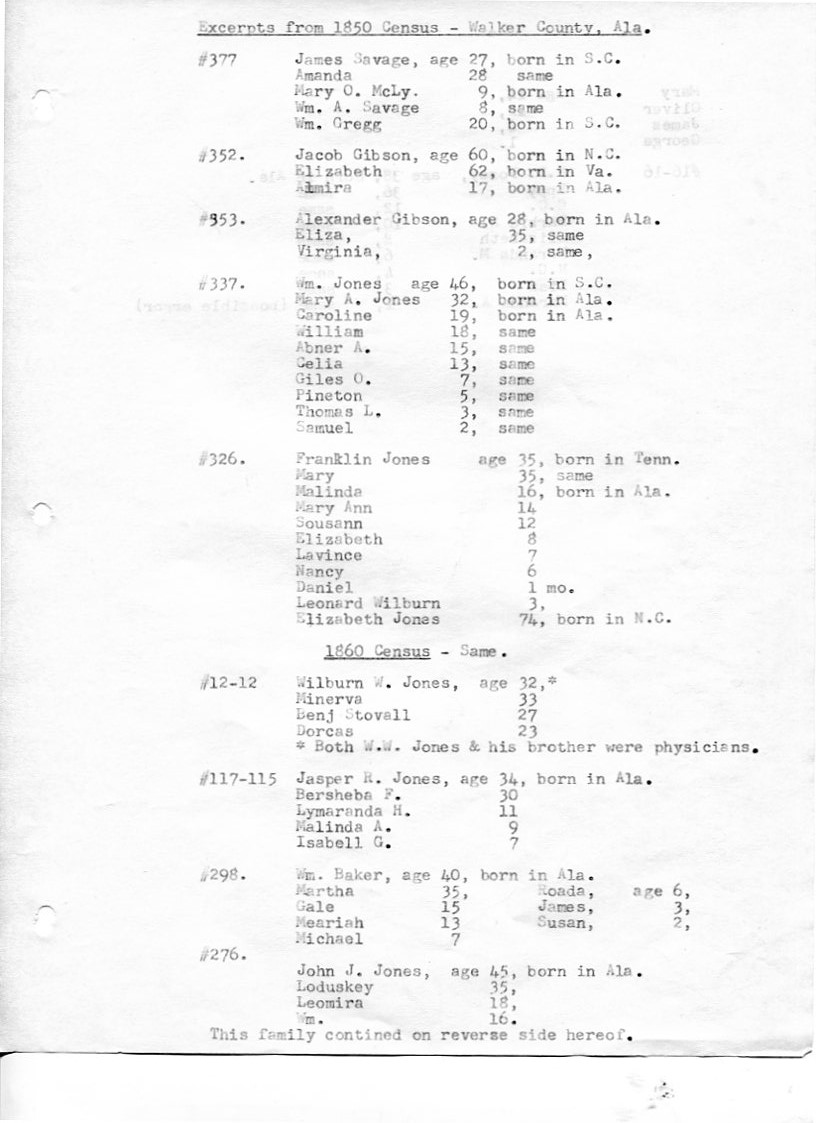 Excerpts from 1850 Census - Walker County, Ala.
#377 James Savage, age 27, born in S.C.
Amanda 28 same
Mary O. McLy. 9, born in Ala.
Wm. A. Savage 8, same
Wm. Gregg 20, born in S.C.
#352. Jacob Gibson, age 60, born in N.C.
Elizabeth 62, born in Va.
Almira 17, born in Ala.
#353. Alexander Gibson, age 28, born in Ala.
Eliza, 35, same
Virginia, 2, same,
#337. Wm. Jones age 46, born in S.C.
Mary A. Jones 32, born in Ala.
Caroline 19, born in Ala.
William 18, same
Abner A. 15, same
Celia 13, same
Giles O. 7, same
Pineton 5, same
Thomas L. 3, same
Samuel 2, same
#326. Franklin Jones age 35, born in Tenn.
Mary 35, same
Malinda 16, born in Ala.
Mary Ann 14
Sousann 12
Elizabeth 8
Lavince 7
Nancy 6
Daniel 1 mo.
Leonard Wilburn 3,
Elizabeth Jones 74, born in N.C.
1860 Census - Same.
#12-12 Wilburn W. Jones, age 32,*
Minerva 33
Benj Stovall 27
Dorcas 23
* Both W.W. Jones & his brother were physicians.
#117-115 Jasper R. Jones, age 34, born in Ala.
Bersheba F. 30
Lymaranda H. 11
Malinda A. 9
Isabell G. 7
#298. Wm. Baker, age 40, born in Ala.
Martha 35, Roada, age 6,
Gale 15 James, 3,
Meariah 13 Susan, 2,
Michael 7
#276.
John J. Jones, age 45, born in Ala.
Loduskey 35,
Leomira 18,
Wm. 16.
This family contined on reverse side hereof.